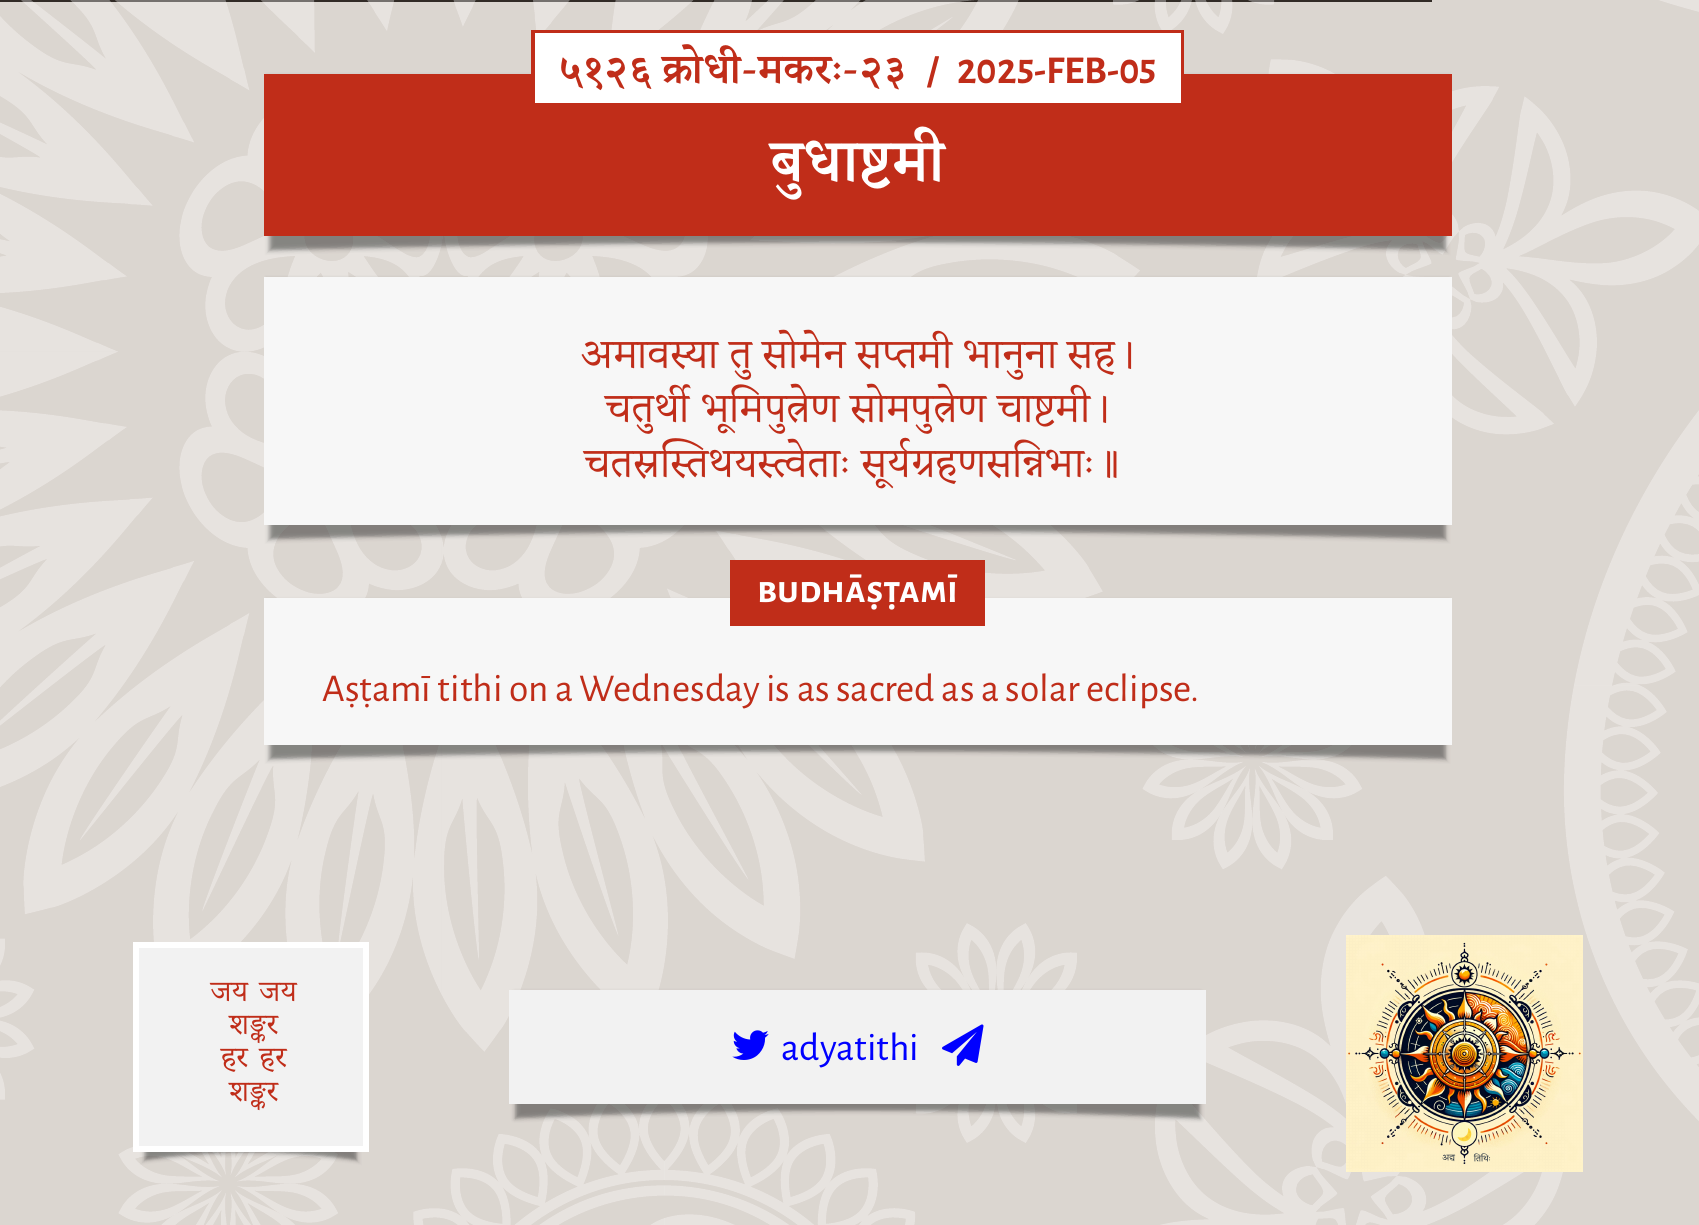 ५१२६ क्रोधी-मकरः-२३ / 2025-FEB-05
बुधाष्टमी
अमावस्या तु सोमेन सप्तमी भानुना सह।
चतुर्थी भूमिपुत्रेण सोमपुत्रेण चाष्टमी।
चतस्रस्तिथयस्त्वेताः सूर्यग्रहणसन्निभाः॥
BUDHĀṢṬAMĪ
Aṣṭamī tithi on a Wednesday is as sacred as a solar eclipse.
जय जय
शङ्कर
हर हर
शङ्कर
adyatithi
अद्य तिथिः